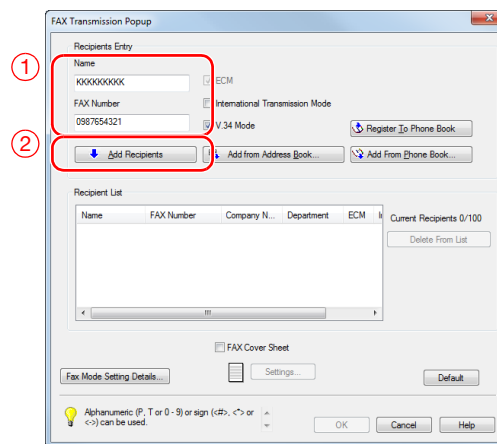 FAX Transmission Popup
Recipients Entry
1
Name
KKKKKKKKK
ECM
FAX Number
International Transmission Mode
0987654321
V.34 Mode
Register To Phone Book
2
Add Recipients
Add from Address Book...
Add From Phone Book...
Recipient List
Name FAX Number Company N... Department ECM
Current Recipients 0/100
Delete From List
FAX Cover Sheet
Fax Mode Setting Details...
Settings...
Default
Alphanumeric (P, T or 0 - 9) or sign (<#>, <*> or
<-> can be used.
OK Cancel Help